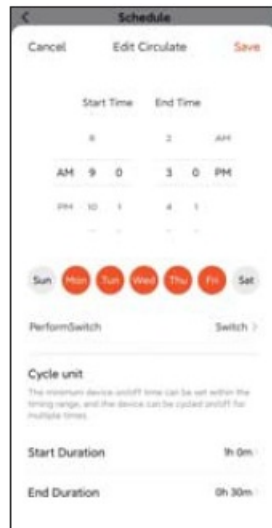 Schedule
Cancel Edit Circulate Save
Start Time End Time
8 2 AM
AM 9 0 3 0 PM
PM 10 1 4 1
Sun Mon Tue Wed Thu Fri Sat
PerformSwitch Switch >
Cycle unit
The minimum device on/off time can be set within the
timing range, and the device can be cycled on/off for
multiple times.
Start Duration 1h 0m
End Duration 0h 30m